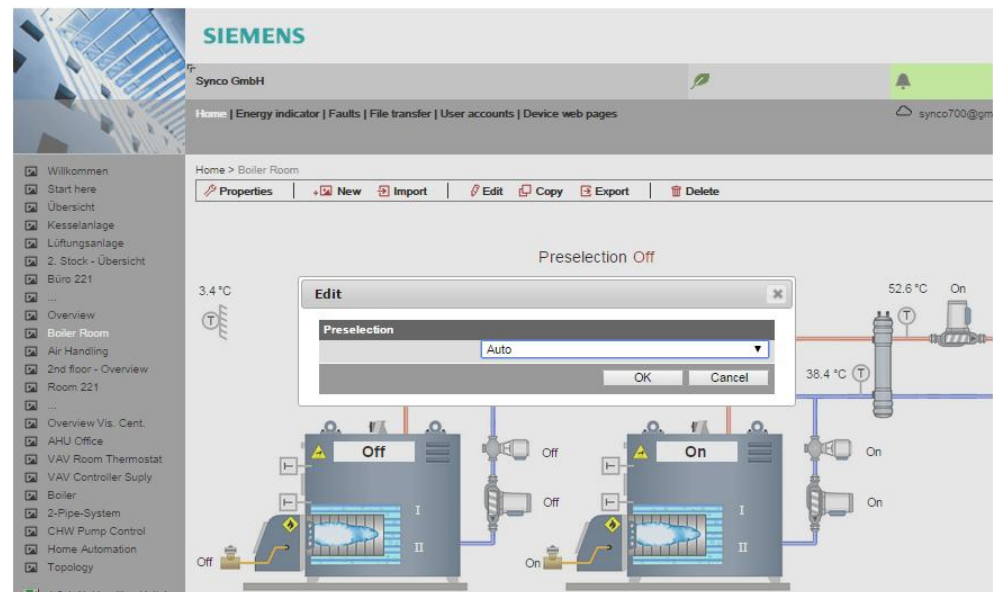 SIEMENS
Synco GmbH
Home | Energy indicator | Faults | File transfer | User accounts | Device web pages
synco700@gm
Willkommen
Start here
Übersicht
Kesselanlage
Lüftungsanlage
2. Stock - Übersicht
Büro 221
...
Overview
Boiler Room
Air Handling
2nd floor - Overview
Room 221
...
Overview Vis. Cent.
AHU Office
VAV Room Thermostat
VAV Controller Suply
Boiler
2-Pipe-System
CHW Pump Control
Home Automation
Topology
Home > Boiler Room
Properties | New Import | Edit Copy Export | Delete
Preselection Off
3.4 °C
T
Edit
Preselection
Auto
OK Cancel
52.6 °C On
T
38.4 °C T
Off
On
T
T
T
T
Off
Off
On
On
I
II
I
II
Off
On